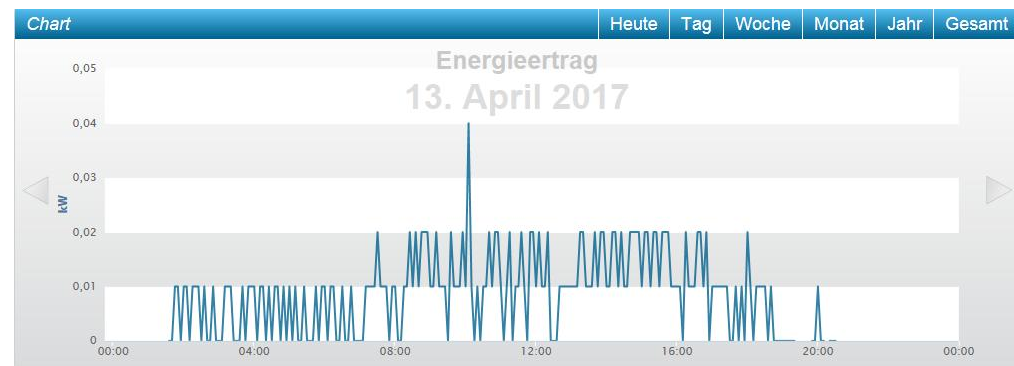 Chart Heute Tag Woche Monat Jahr Gesamt
Energieertrag
13. April 2017
0,05
0,04
0,03
kW
0,02
0,01
0
00:00 04:00 08:00 12:00 16:00 20:00 00:00